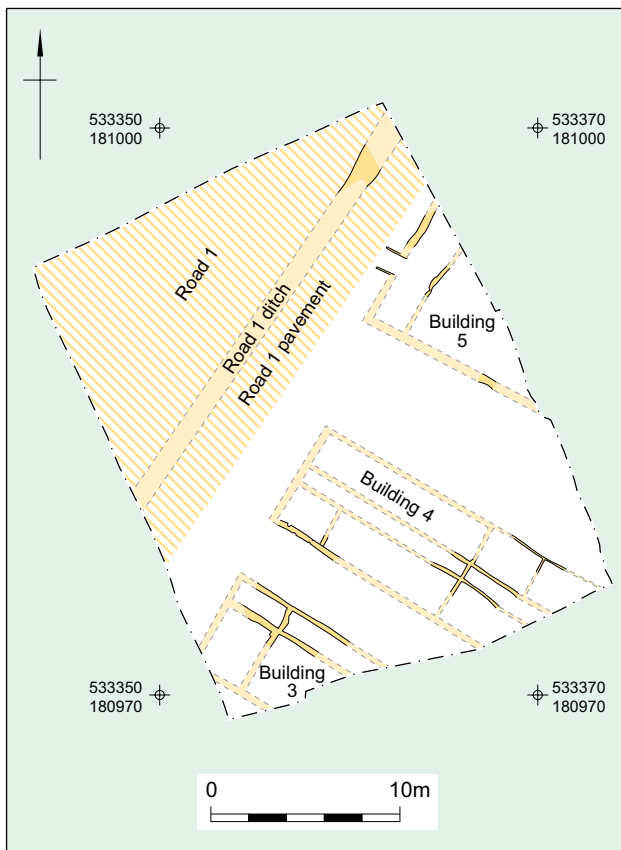 533350
181000
533370
181000
Road 1
Road 1 ditch
Road 1 pavement
Building
5
Building 4
Building
3
533350
180970
533370
180970
0
10m